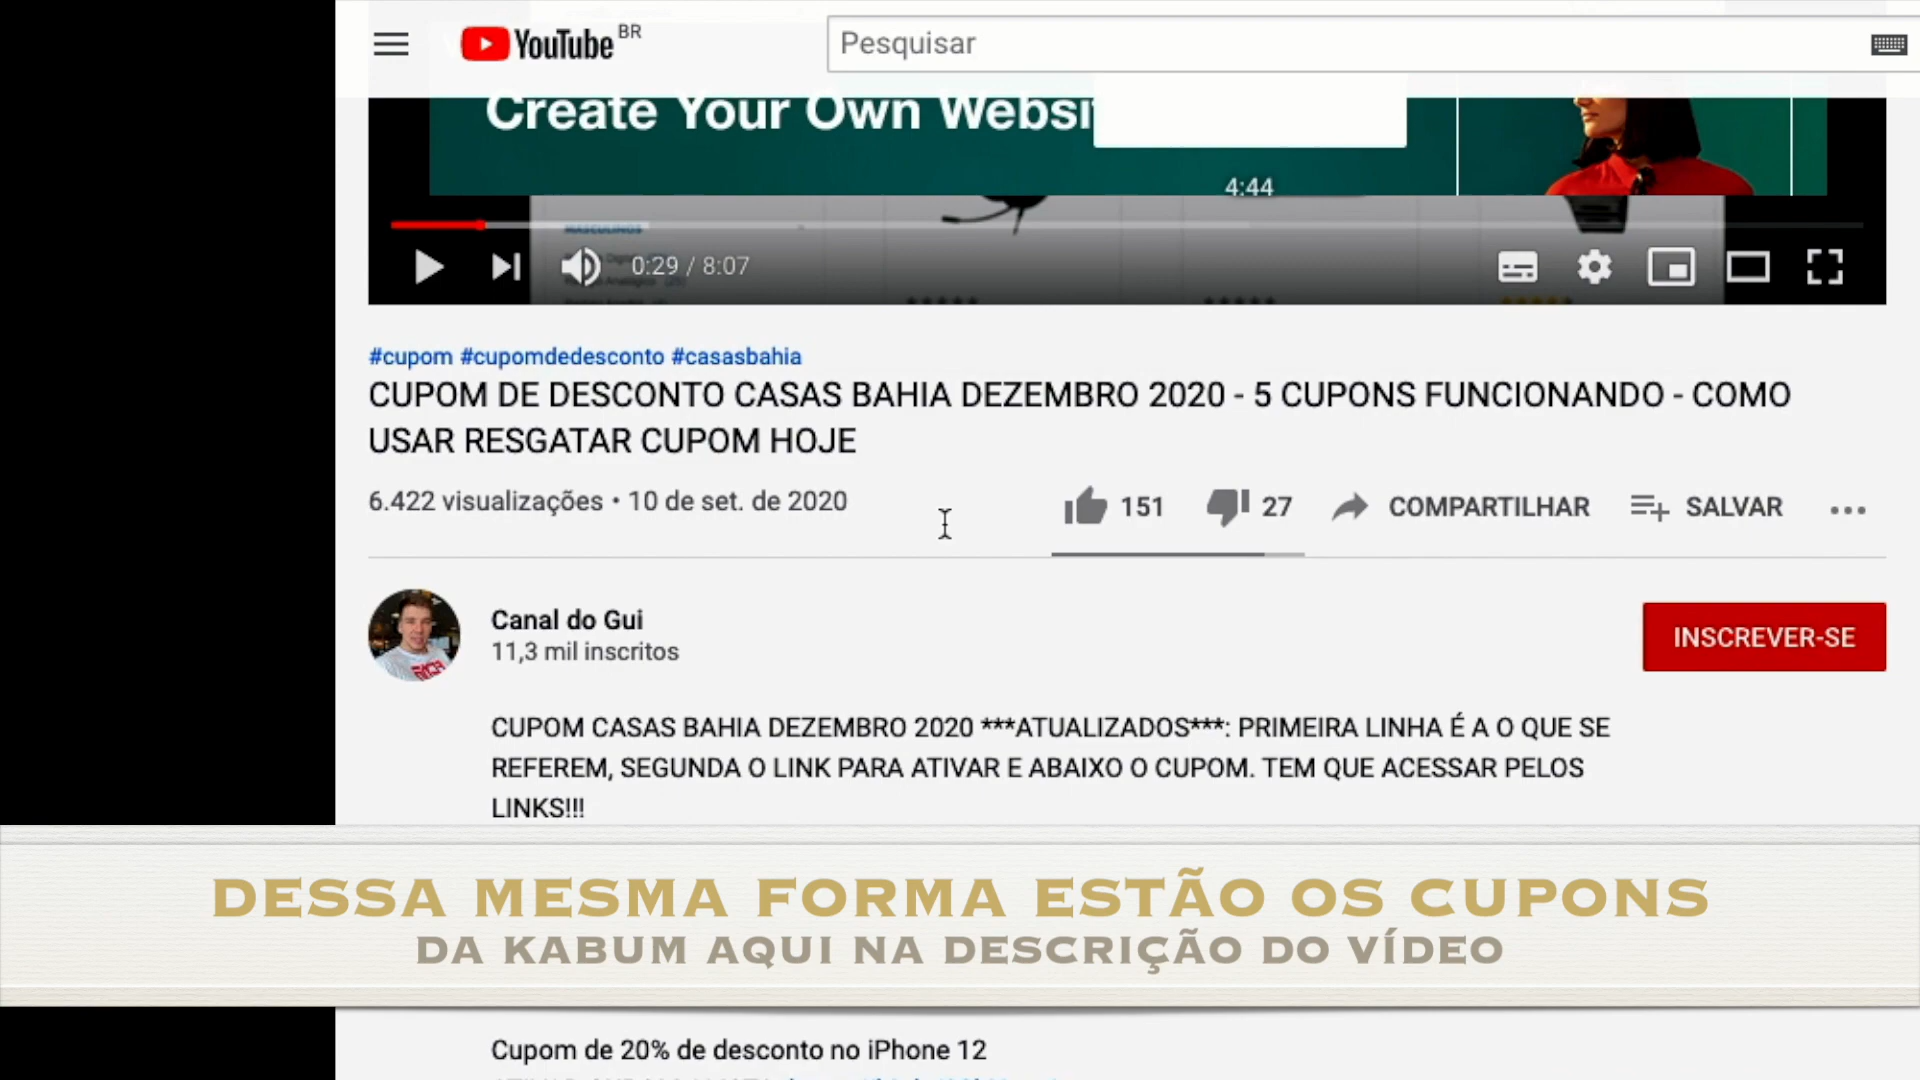 YouTube BR
Pesquisar
Create Your Own Websi
4:44
MASCULINOS
0:29 / 8:07
#cupom #cupomdedesconto #casasbahia
CUPOM DE DESCONTO CASAS BAHIA DEZEMBRO 2020 - 5 CUPONS FUNCIONANDO - COMO
USAR RESGATAR CUPOM HOJE
6.422 visualizações • 10 de set. de 2020
151 27 COMPARTILHAR SALVAR
Canal do Gui
11,3 mil inscritos
INSCREVER-SE
CUPOM CASAS BAHIA DEZEMBRO 2020 ***ATUALIZADOS***: PRIMEIRA LINHA É A O QUE SE
REFEREM, SEGUNDA O LINK PARA ATIVAR E ABAIXO O CUPOM. TEM QUE ACESSAR PELOS
LINKS!!!
DESSA MESMA FORMA ESTÃO OS CUPONS
DA KABUM AQUI NA DESCRIÇÃO DO VÍDEO
Cupom de 20% de desconto no iPhone 12